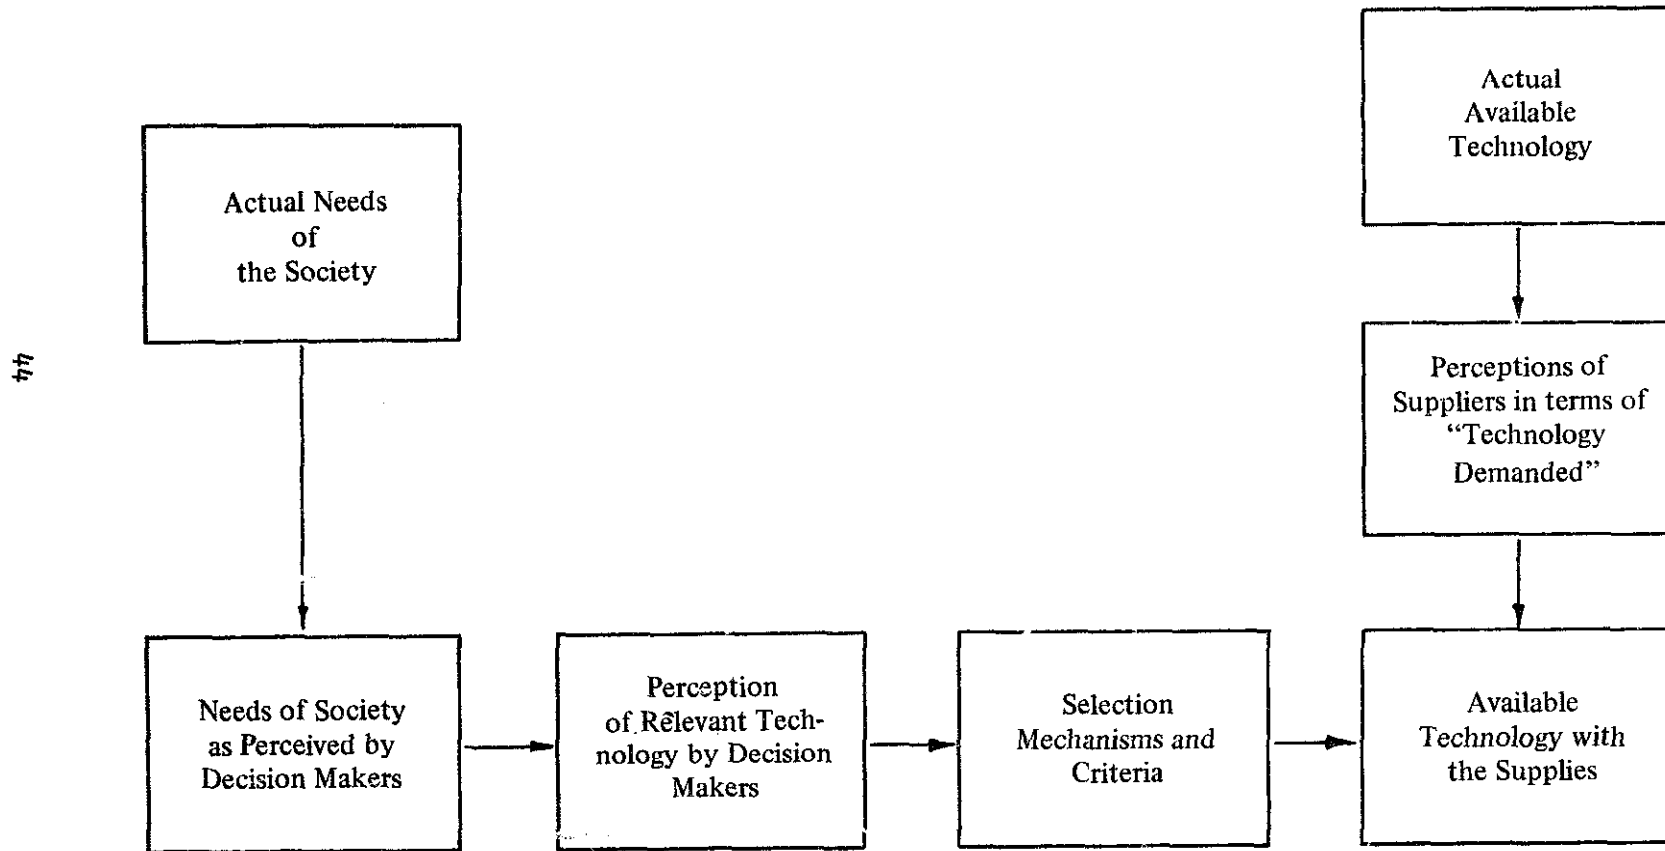 Actual
Available
Technology
Actual Needs
of
the Society
44
Perceptions of
Suppliers in terms of
“Technology
Demanded”
Needs of Society
as Perceived by
Decision Makers
Perception
of Relevant Tech-
nology by Decision
Makers
Selection
Mechanisms and
Criteria
Available
Technology with
the Supplies